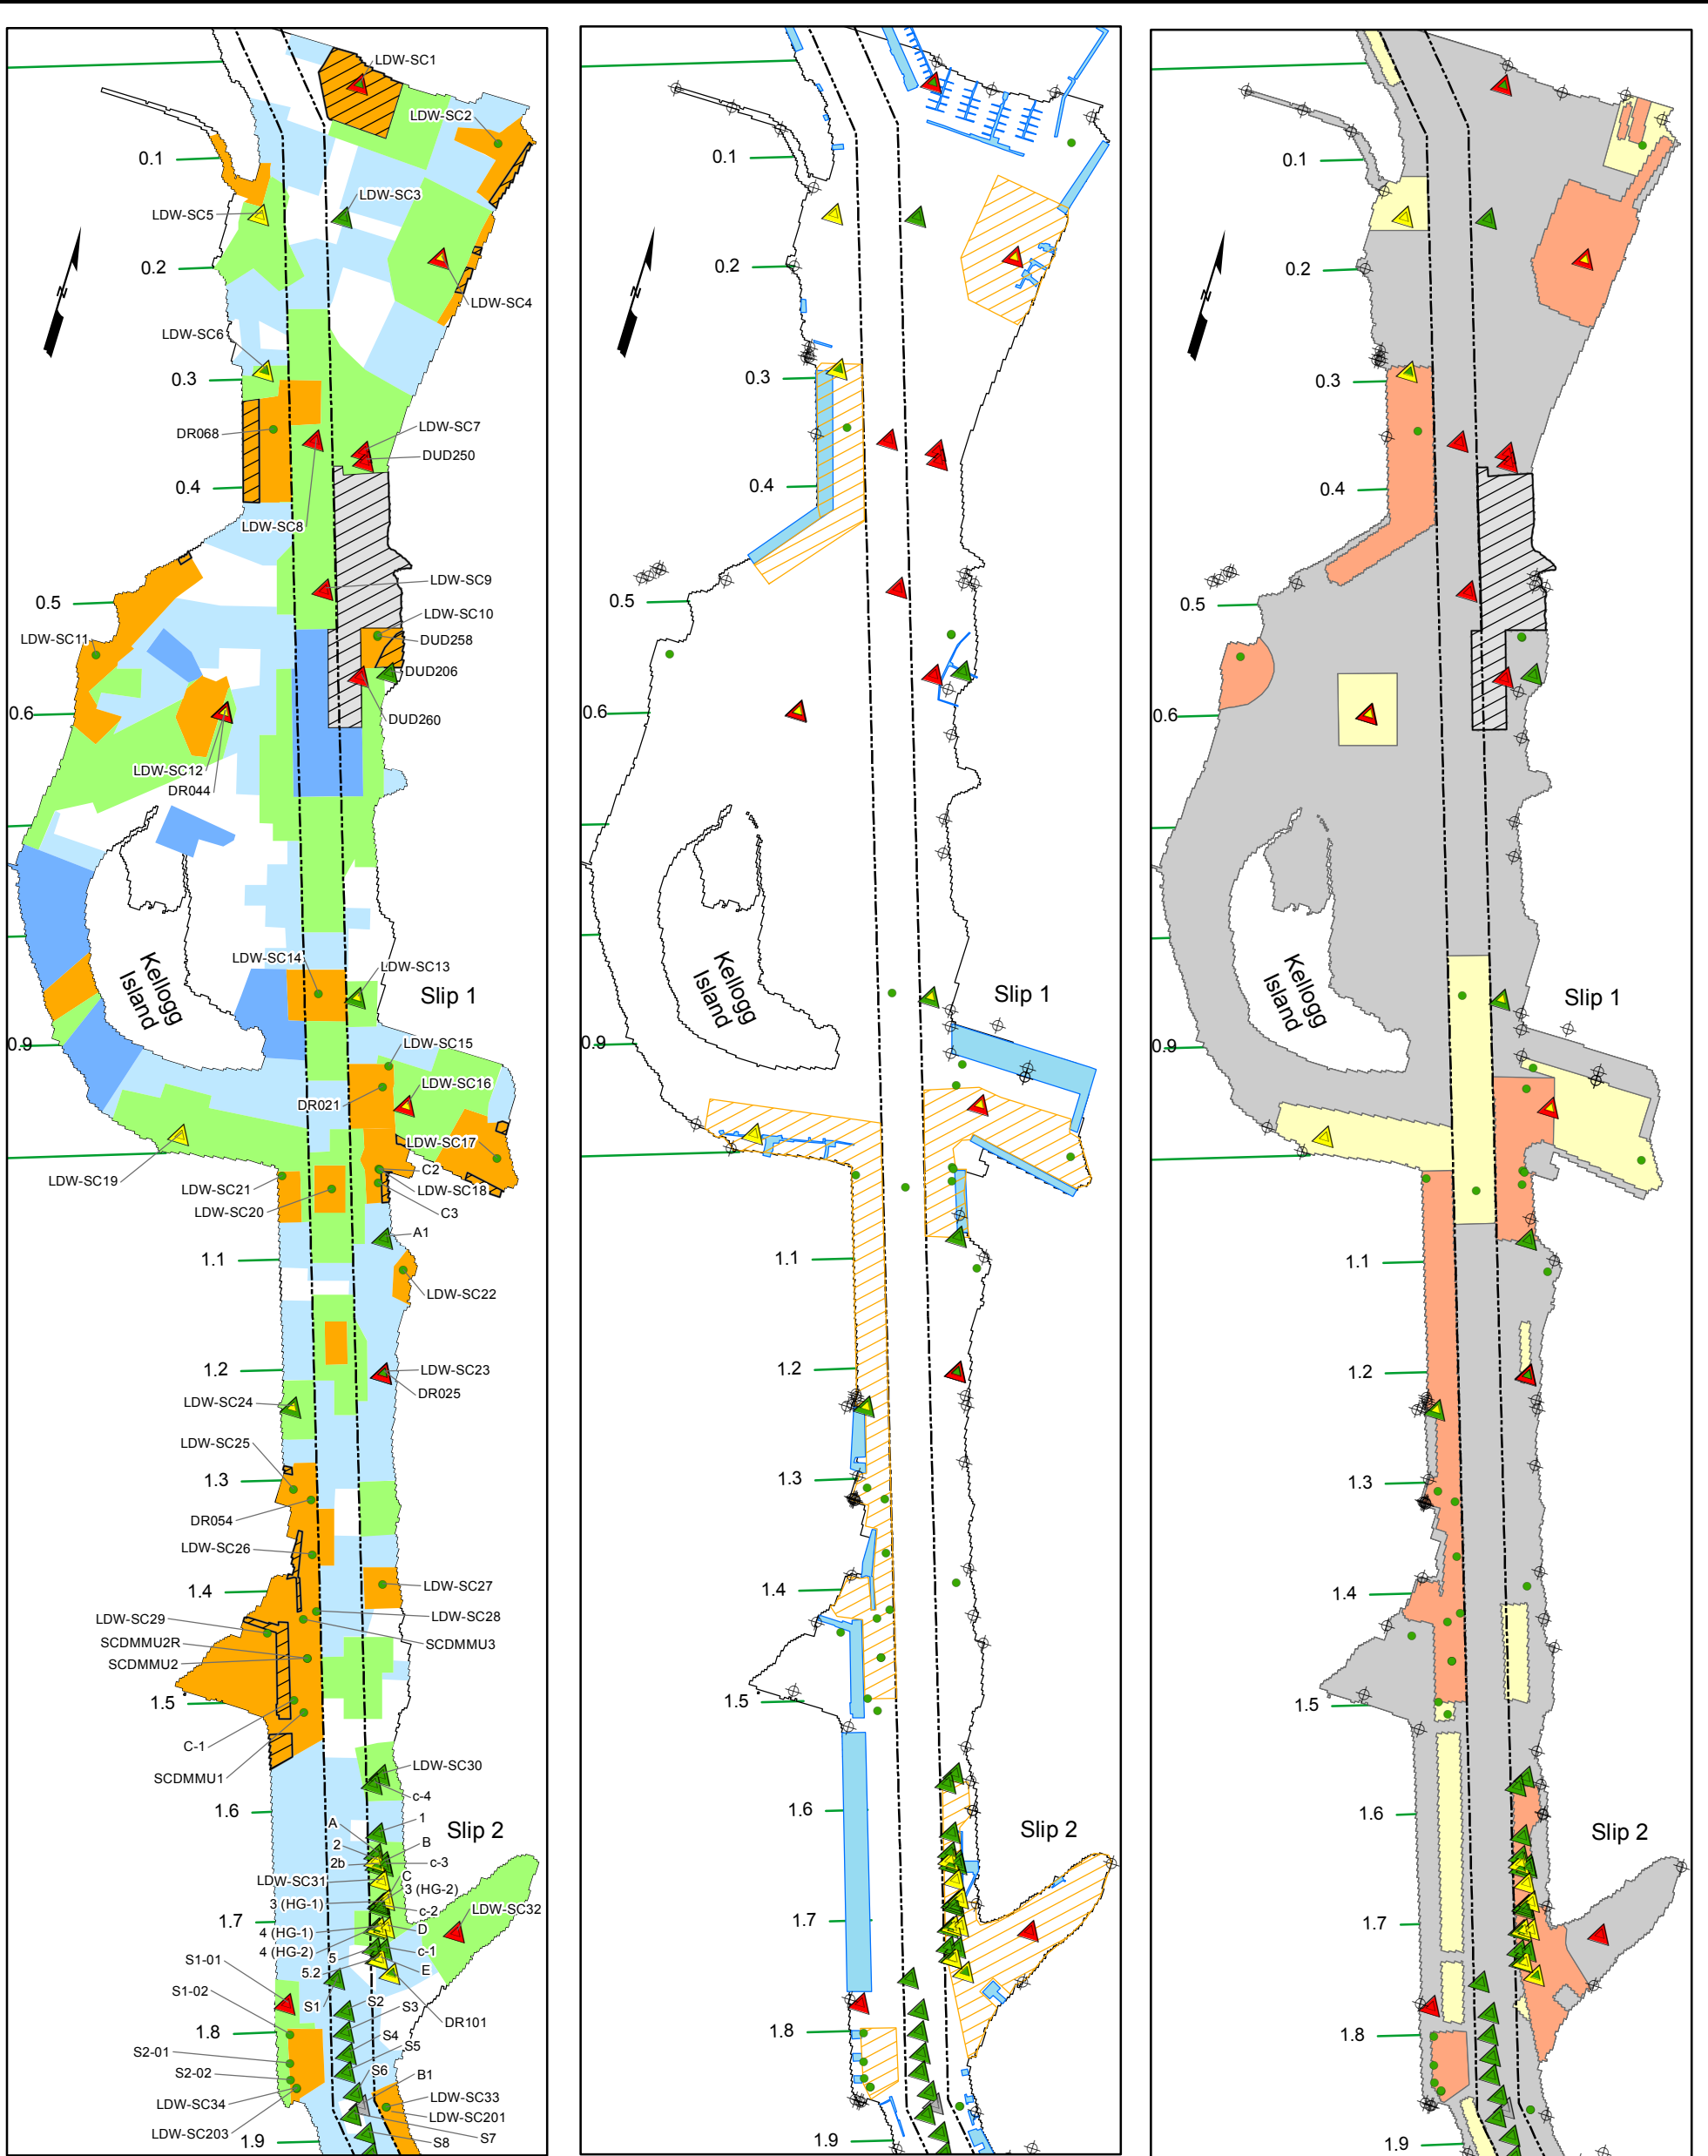 LDW-SC1
LDW-SC2
0.1
LDW-SC3
LDW-SC5
N
0.2
LDW-SC4
LDW-SC6
0.3
DR068
LDW-SC7
DUD250
0.4
LDW-SC8
LDW-SC9
0.5
LDW-SC10
LDW-SC11
DUD258
DUD206
0.6
DUD260
LDW-SC12
DR044
Kellogg
Island
LDW-SC14
LDW-SC13
Slip 1
0.9
LDW-SC15
LDW-SC16
DR021
LDW-SC17
C2
LDW-SC19
LDW-SC21
LDW-SC18
LDW-SC20
C3
A1
1.1
LDW-SC22
1.2
LDW-SC23
DR025
LDW-SC24
LDW-SC25
1.3
DR054
LDW-SC26
1.4
LDW-SC27
LDW-SC29
LDW-SC28
SCDMMU2R
SCDMMU3
SCDMMU2
1.5
C-1
SCDMMU1
LDW-SC30
c-4
1.6
A
1
Slip 2
2
B
2b
c-3
LDW-SC31
C
3 (HG-2)
3 (HG-1)
c-2
LDW-SC32
1.7
4 (HG-1)
D
4 (HG-2)
5
c-1
S1-01
5.2
E
S1-02
S1
S2
S3
DR101
1.8
S4
S2-01
S5
S2-02
S6
B1
LDW-SC34
LDW-SC33
LDW-SC201
LDW-SC203
S7
1.9
S8
0.1
0.2
N
0.3
0.4
0.5
0.6
Kellogg
Island
Slip 1
0.9
1.1
1.2
1.3
1.4
1.5
1.6
Slip 2
1.7
1.8
1.9
0.1
0.2
N
0.3
0.4
0.5
0.6
Kellogg
Island
Slip 1
0.9
1.1
1.2
1.3
1.4
1.5
1.6
Slip 2
1.7
1.8
1.9